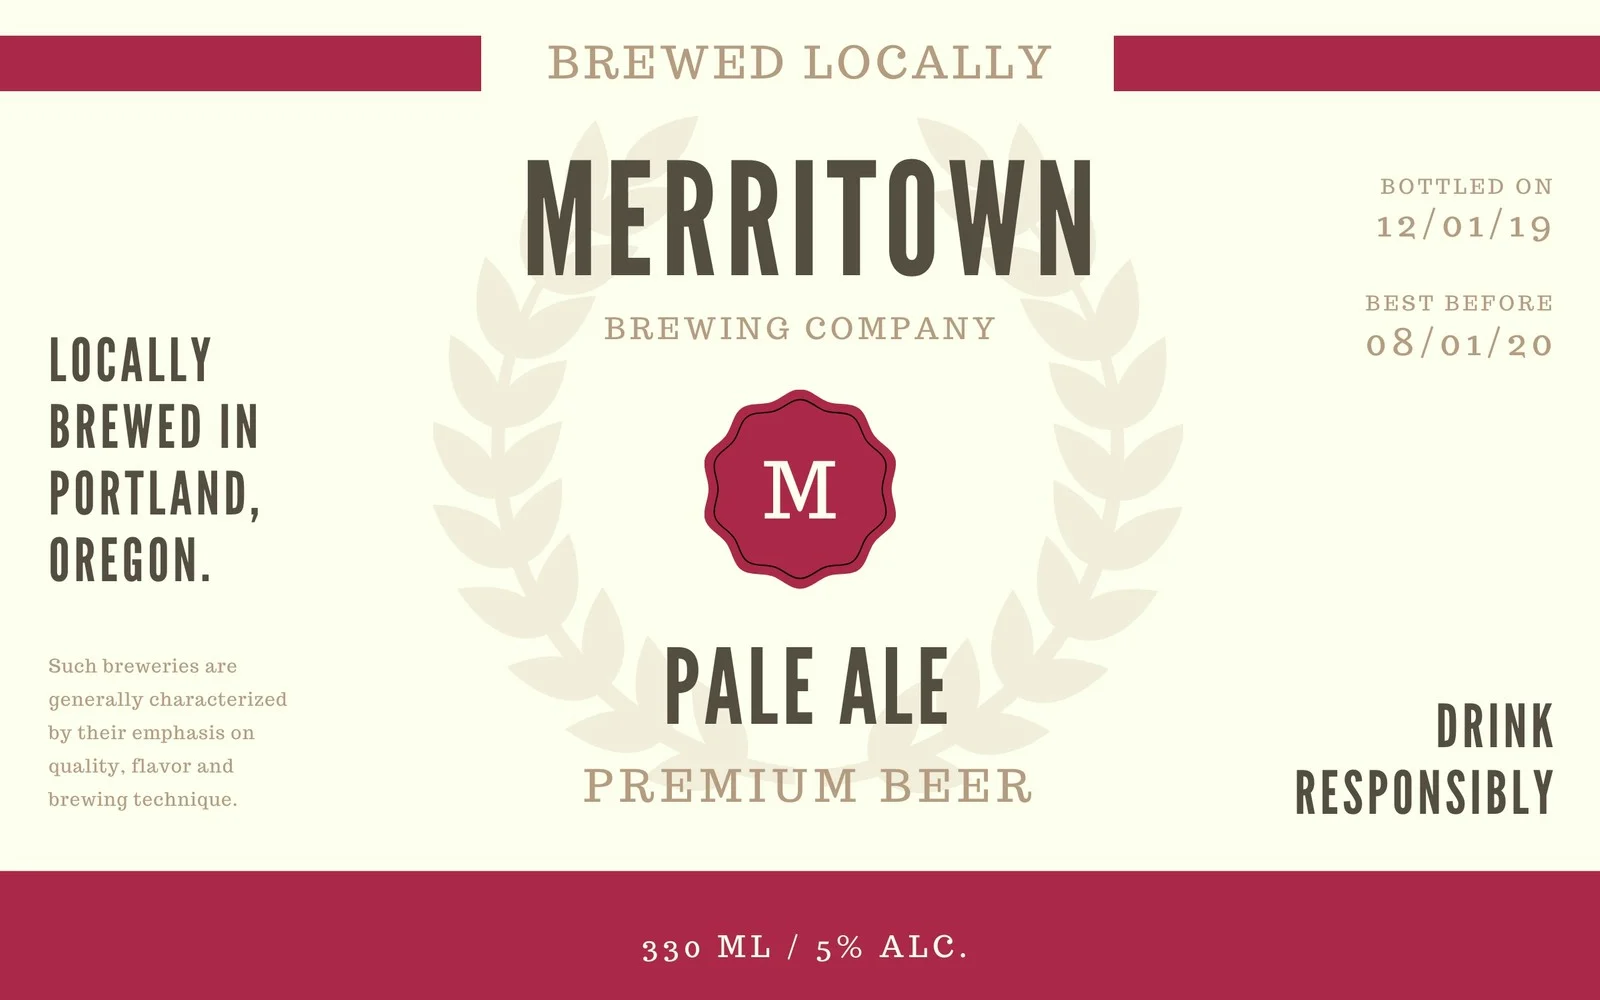 BREWED LOCALLY
MERRITOWN
BREWING COMPANY
M
PALE ALE
PREMIUM BEER
LOCALLY
BREWED IN
PORTLAND,
OREGON.
Such breweries are
generally characterized
by their emphasis on
quality, flavor and
brewing technique.
BOTTLED ON
12/01/19
BEST BEFORE
08/01/20
DRINK
RESPONSIBLY
330 ML / 5% ALC.